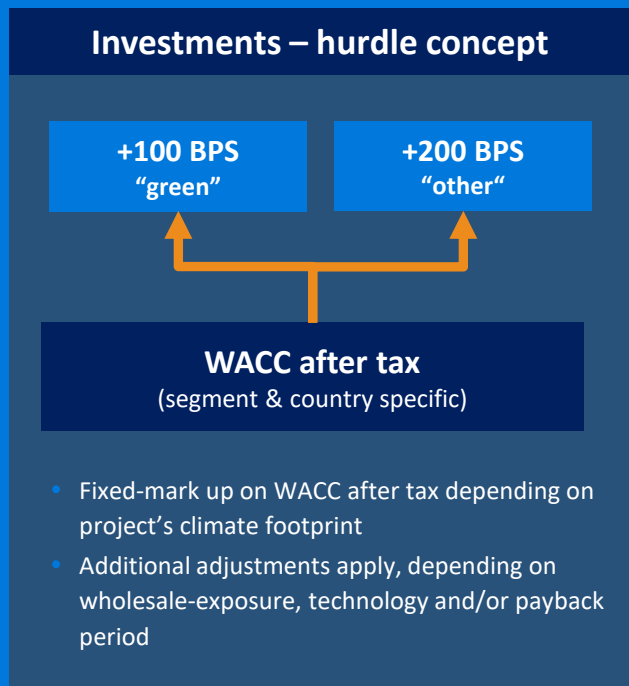 Investments – hurdle concept
+100 BPS
“green”
+200 BPS
“other“
WACC after tax
(segment & country specific)
• Fixed-mark up on WACC after tax depending on
project’s climate footprint
• Additional adjustments apply, depending on
wholesale-exposure, technology and/or payback
period